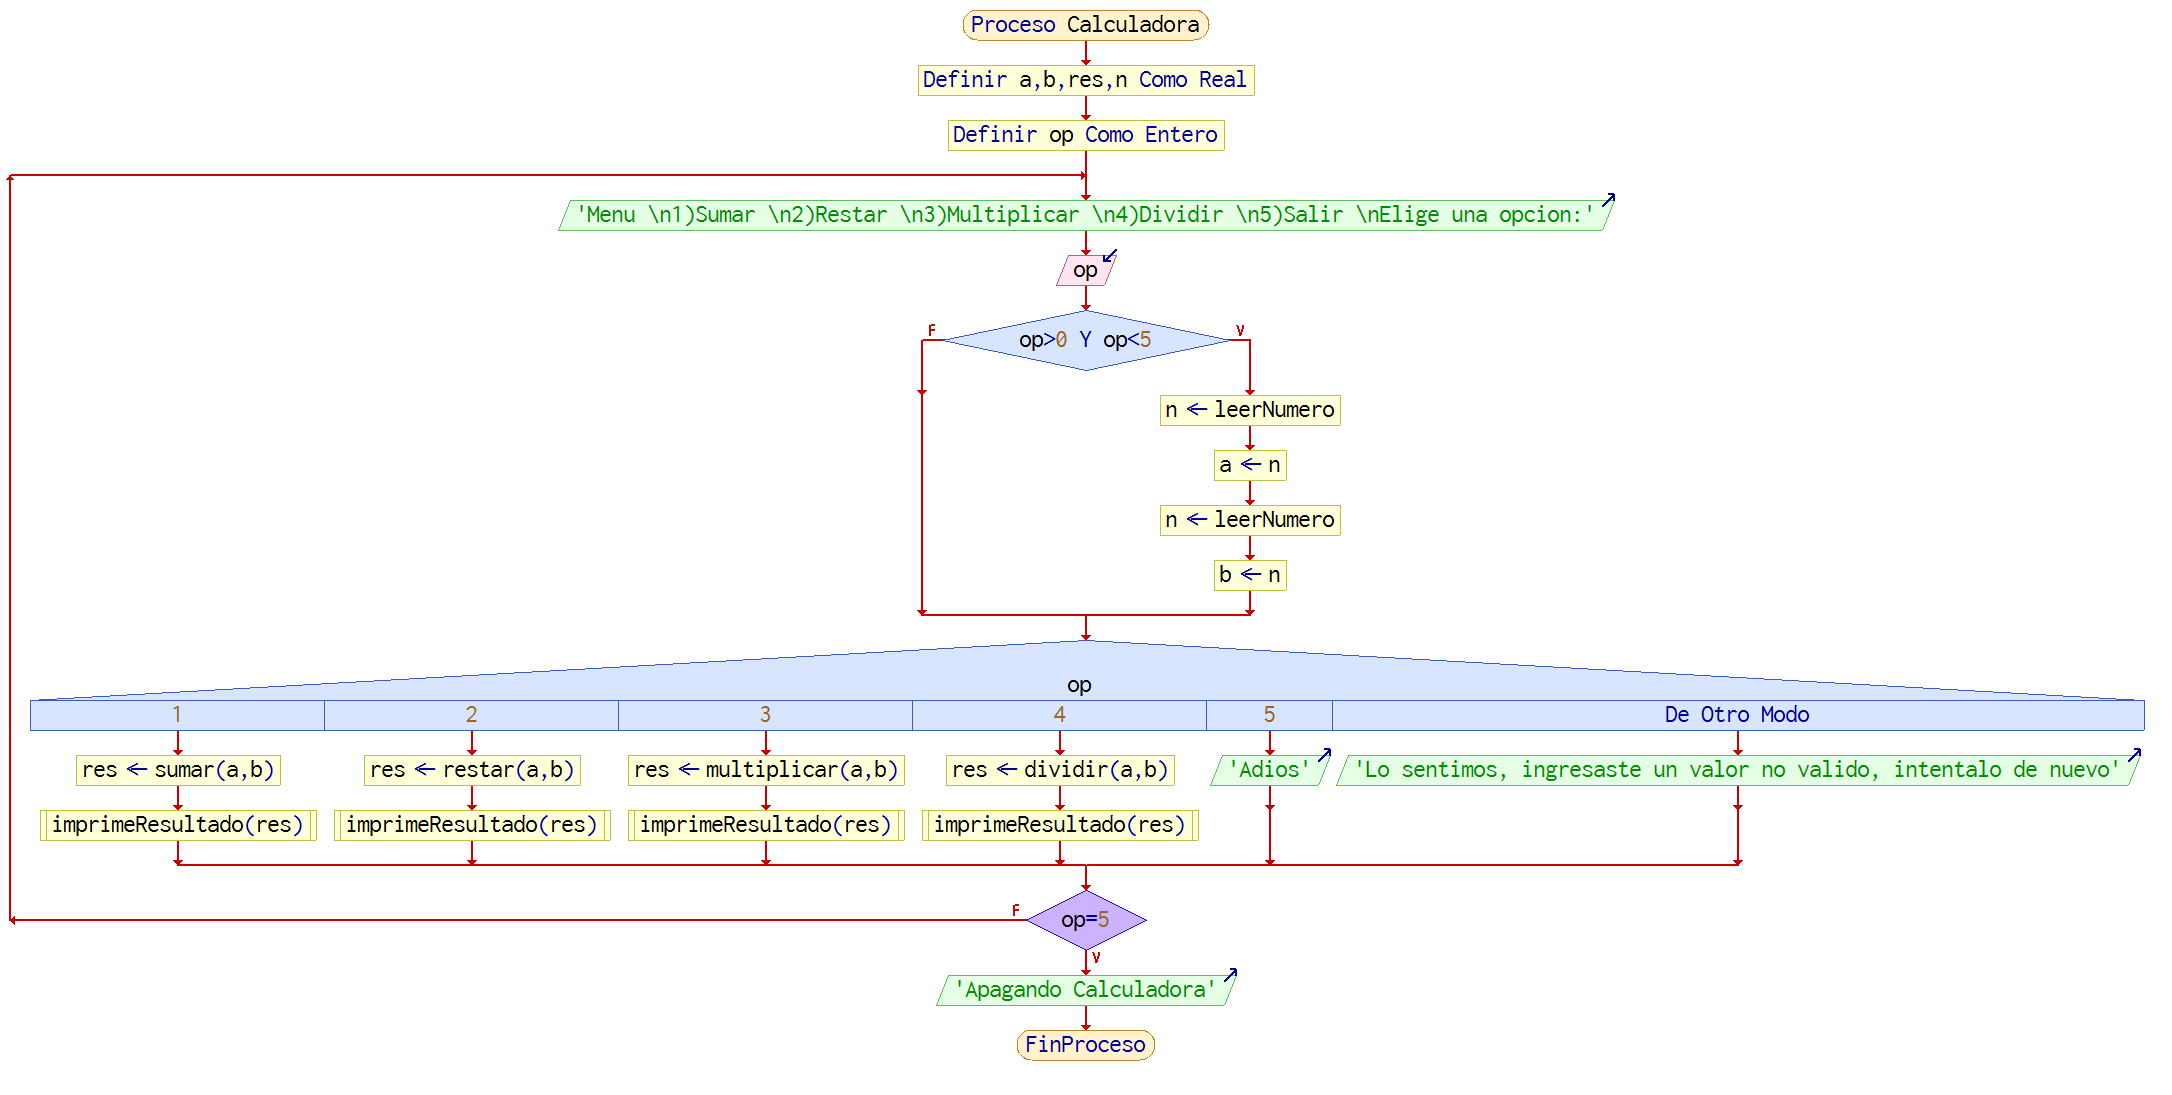 Proceso Calculadora
Definir a,b,res,n Como Real
Definir op Como Entero
'Menu \n1)Sumar \n2)Restar \n3)Multiplicar \n4)Dividir \n5)Salir \nElige una opcion:'
op
F
op>0 Y op<5
V
n ← leerNumero
a ← n
n ← leerNumero
b ← n
op
1 2 3 4 5 De Otro Modo
res ← sumar(a,b) res ← restar(a,b) res ← multiplicar(a,b) res ← dividir(a,b) 'Adios' 'Lo sentimos, ingresaste un valor no valido, intentalo de nuevo'
imprimeResultado(res) imprimeResultado(res) imprimeResultado(res) imprimeResultado(res)
F
op=5
V
'Apagando Calculadora'
FinProceso